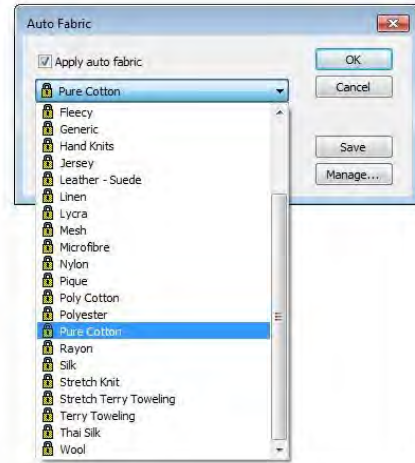 Auto Fabric
Apply auto fabric
OK
Pure Cotton
Cancel
Fleecy
Generic
Hand Knits
Jersey
Save
Leather - Suede
Manage...
Linen
Lycra
Mesh
Microfibre
Nylon
Pique
Poly Cotton
Polyester
Pure Cotton
Rayon
Silk
Stretch Knit
Stretch Terry Toweling
Terry Toweling
Thai Silk
Wool